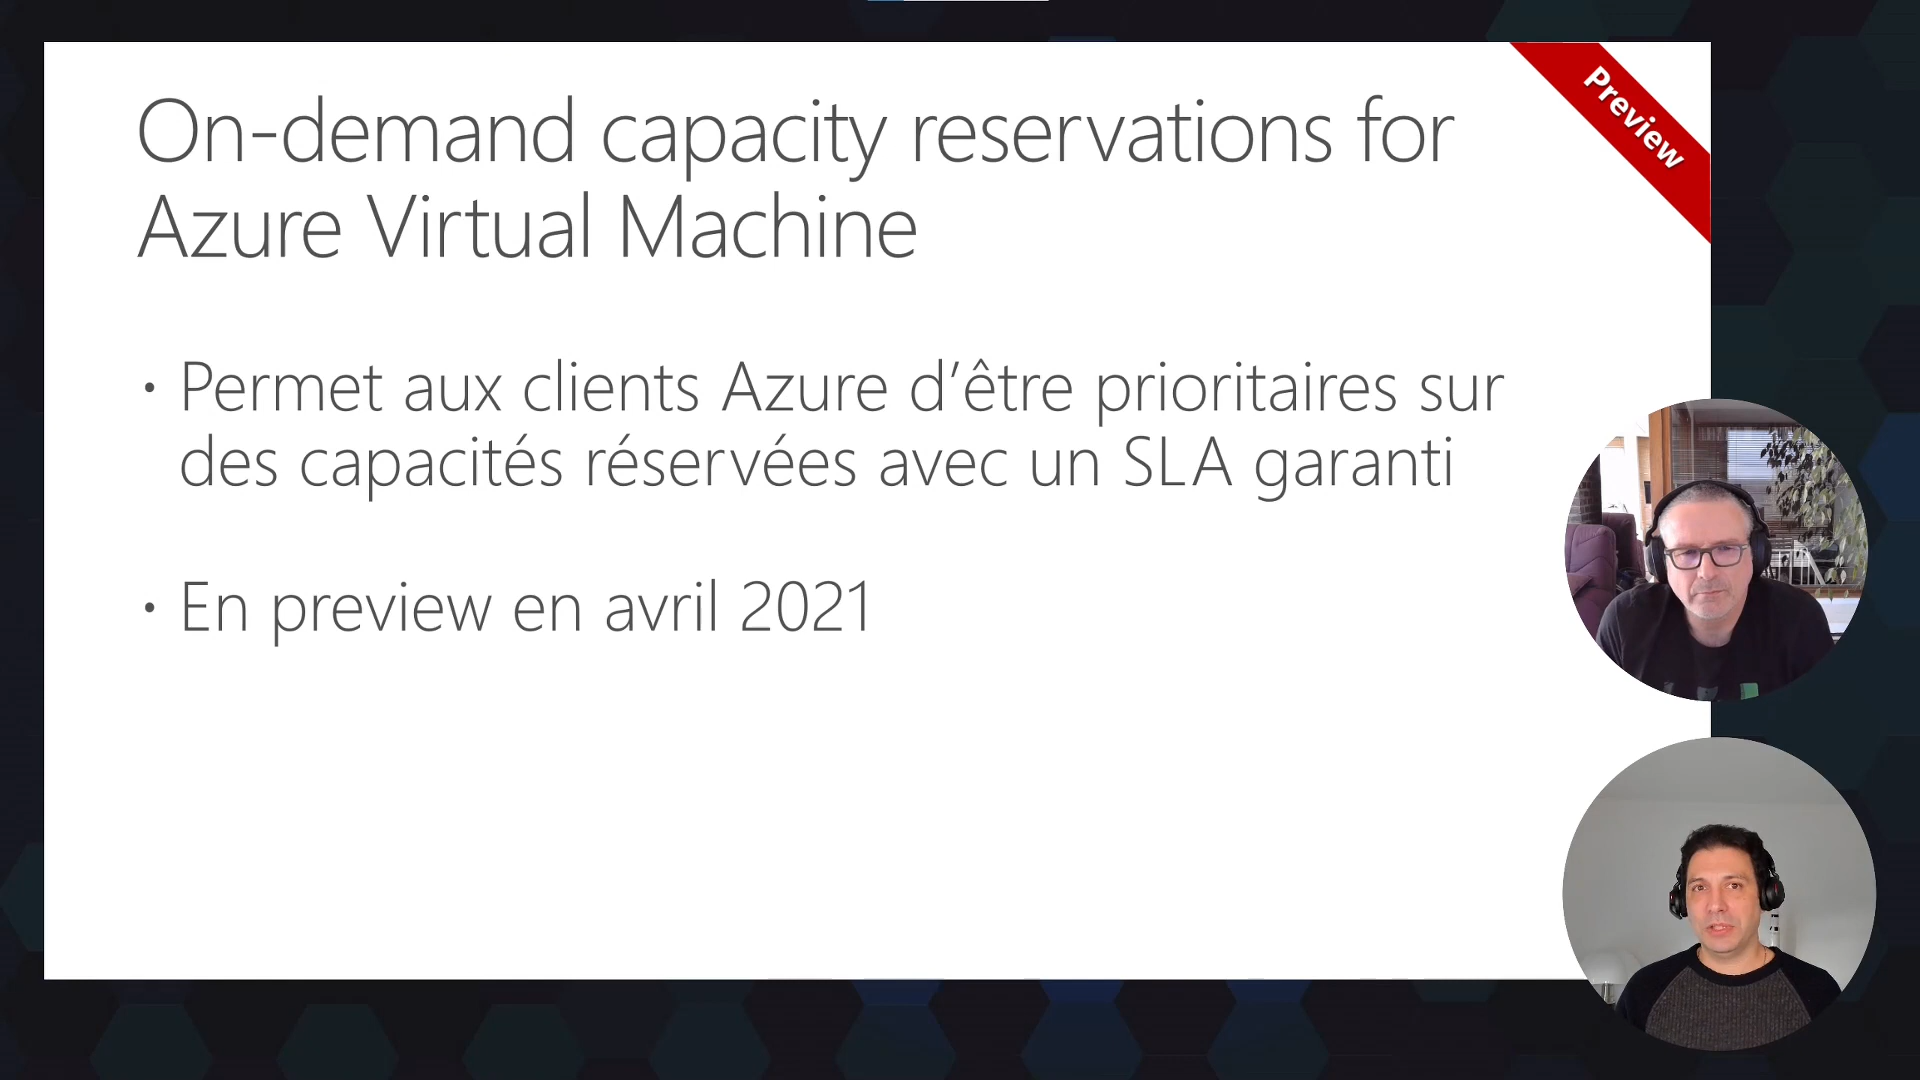 On-demand capacity reservations for
Azure Virtual Machine
Preview
• Permet aux clients Azure d’être prioritaires sur
des capacités réservées avec un SLA garanti
• En preview en avril 2021